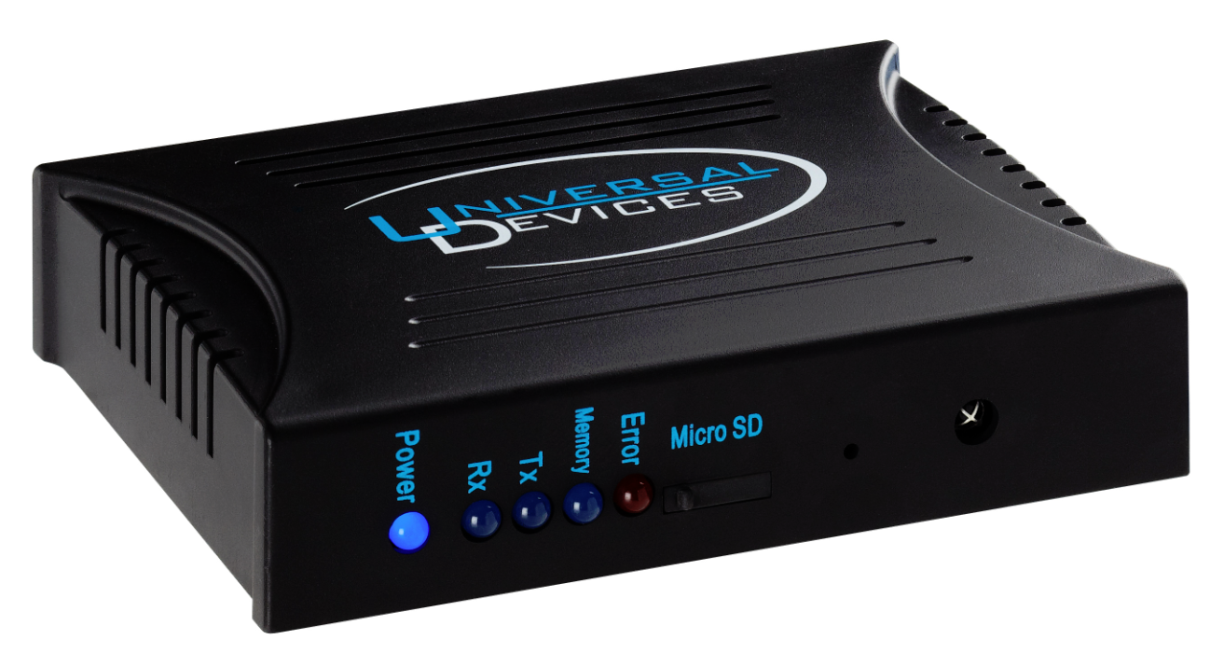 UNIVERSAL
DEVICES
Power
Rx
Tx
Memory
Error
Micro SD